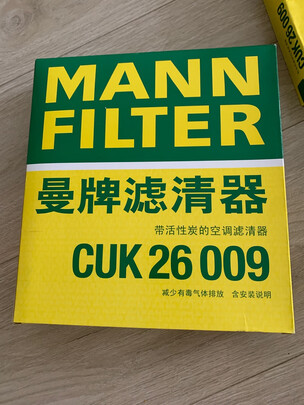 MANN
FILTER
曼牌滤清器
带活性炭的空调滤清器
CUK 26 009
减少有毒气体排放 含安装说明